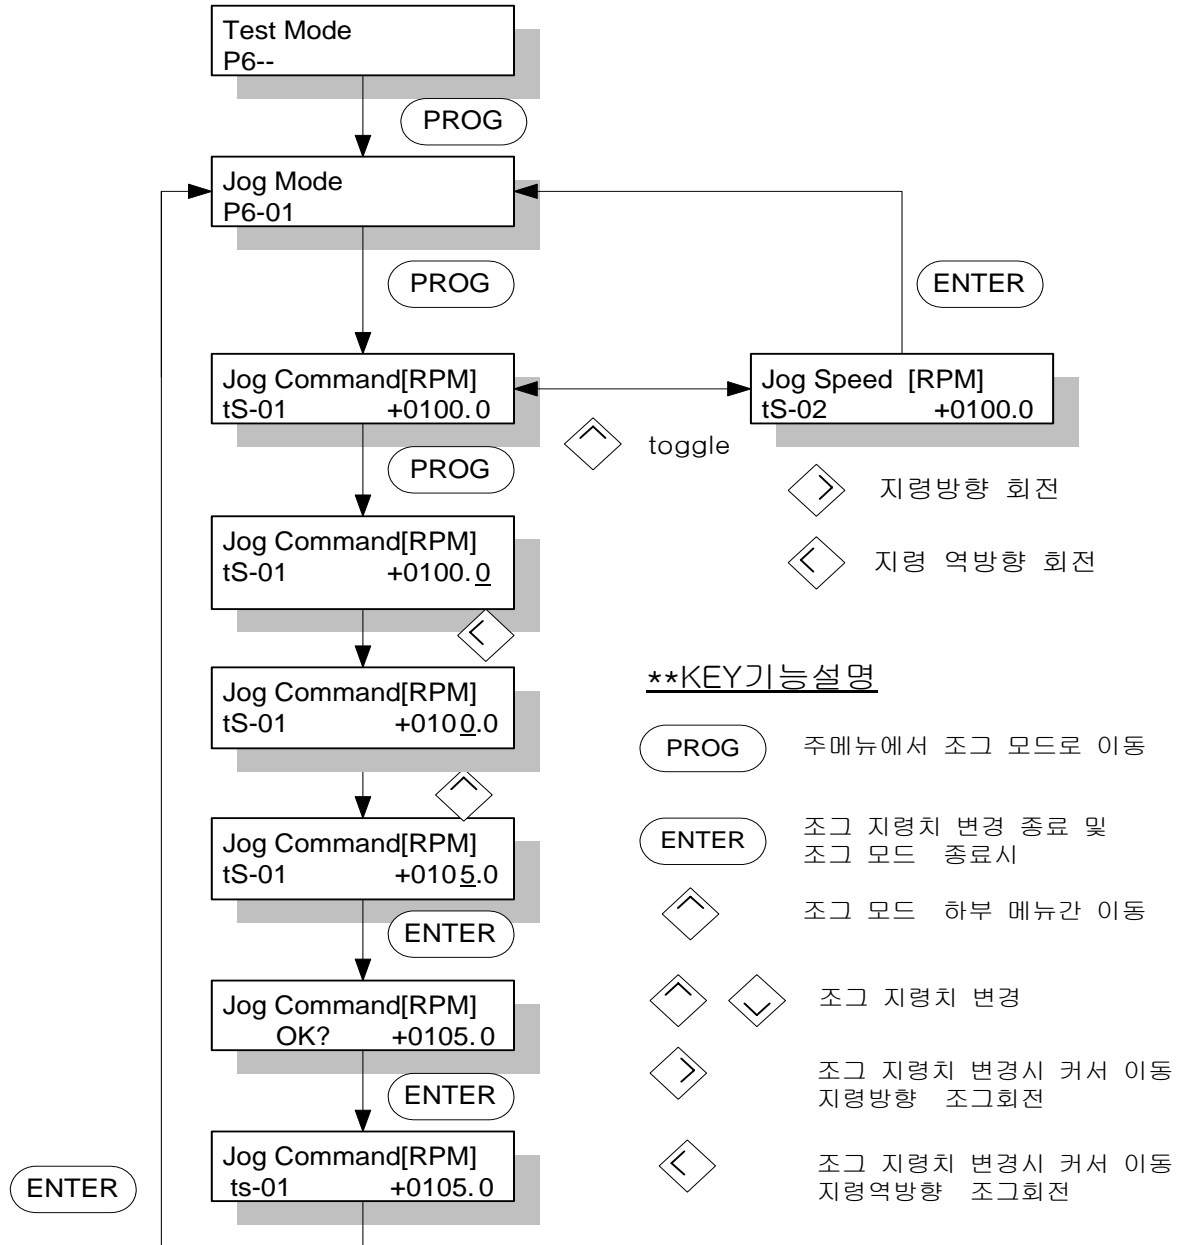 Test Mode
P6--
PROG
Jog Mode
P6-01
PROG
ENTER
Jog Command[RPM]
tS-01 +0100.0
Jog Speed [RPM]
tS-02 +0100.0
toggle
PROG
지령방향 회전
Jog Command[RPM]
tS-01 +0100.0
지령 역방향 회전
Jog Command[RPM]
tS-01 +0100.0
Jog Command[RPM]
tS-01 +0105.0
ENTER
Jog Command[RPM]
OK? +0105.0
ENTER
Jog Command[RPM]
ts-01 +0105.0
ENTER
**KEY기능설명
PROG
주메뉴에서 조그 모드로 이동
ENTER
조그 지령치 변경 종료 및
조그 모드 종료시
조그 모드 하부 메뉴간 이동
조그 지령치 변경
조그 지령치 변경시 커서 이동
지령방향 조그회전
조그 지령치 변경시 커서 이동
지령역방향 조그회전